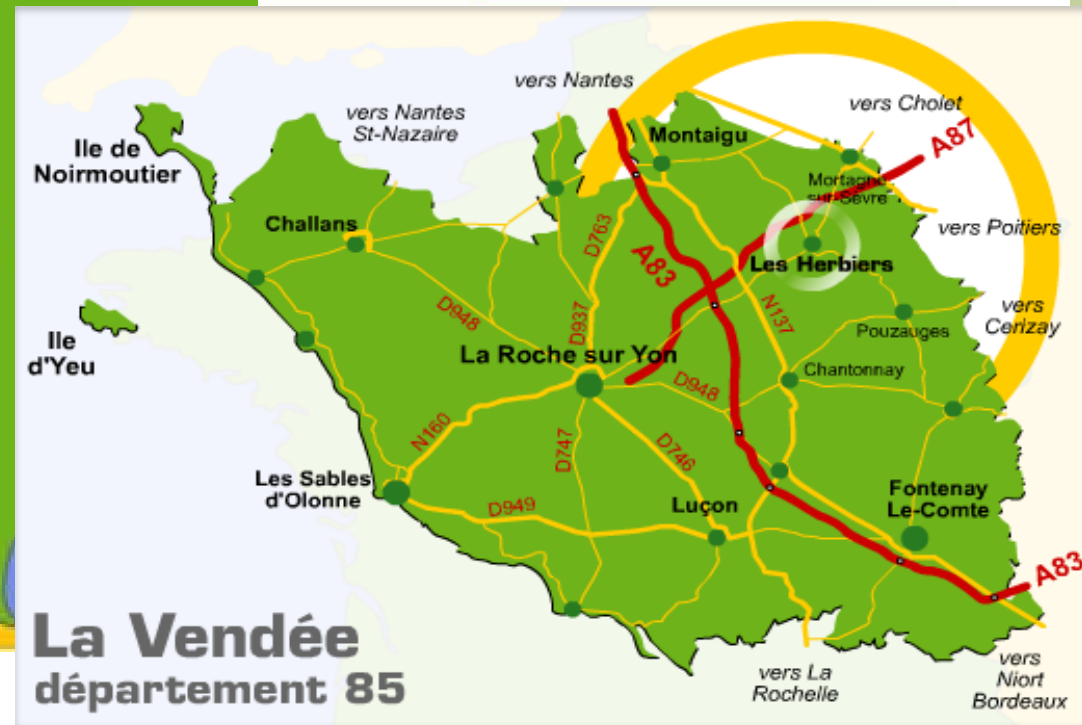 vers Nantes
vers Nantes
St-Nazaire
vers Cholet
A87
Montaigu
Ile de
Noirmoutier
Mortagne
sur-Sèvre
Challans
D763
A83
vers Poitiers
Les Herbiers
vers
Cerizay
D948
D937
N137
Pouzauges
Ile
d'Yeu
La Roche sur Yon
Chantonnay
D948
N160
D747
D746
Les Sables
d'Olonne
D949
Luçon
Fontenay
Le-Comte
A83
La Vendée
département 85
vers La
Rochelle
vers
Niort
Bordeaux